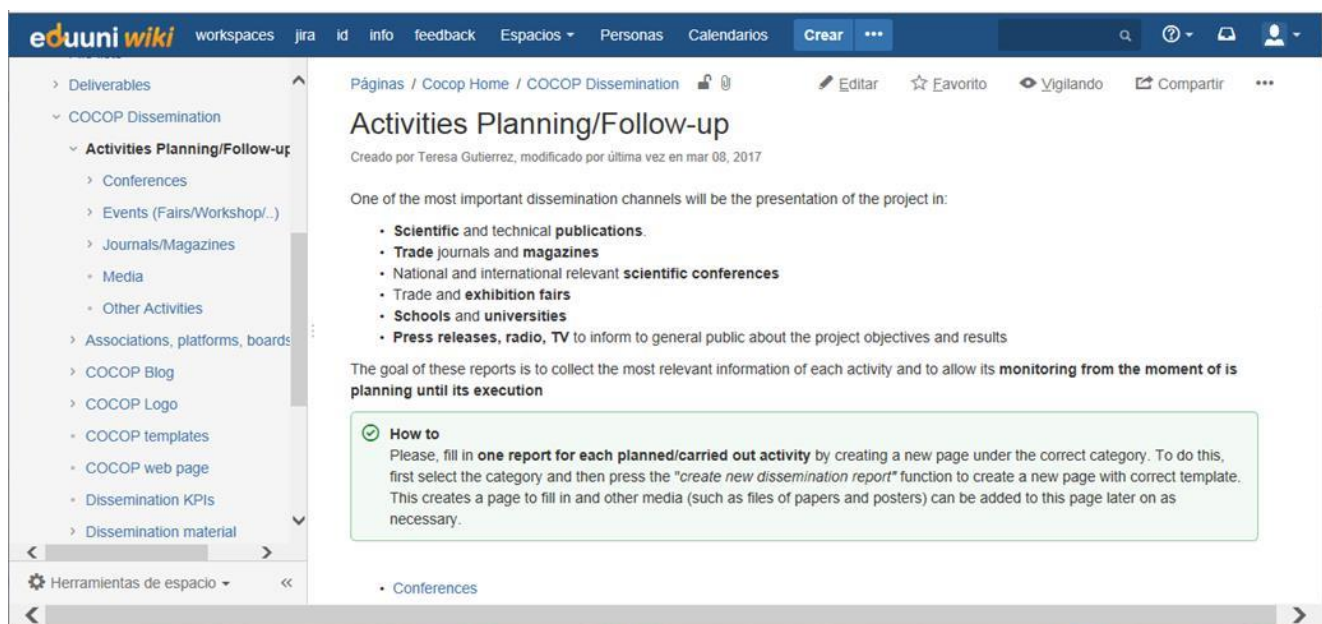 eduuni wiki workspaces jira id info feedback Espacios Personas Calendarios Crear •••
Deliverables
COCOP Dissemination
Activities Planning/Follow-up
Conferences
Events (Fairs/Workshop/..)
Journals/Magazines
Media
Other Activities
Associations, platforms, boards
COCOP Blog
COCOP Logo
COCOP templates
COCOP web page
Dissemination KPIs
Dissemination material
Herramientas de espacio
Páginas / Cocop Home / COCOP Dissemination Editar Favorito Vigilando Compartir •••
Activities Planning/Follow-up
Creado por Teresa Gutierrez, modificado por última vez en mar 08, 2017
One of the most important dissemination channels will be the presentation of the project in:
• Scientific and technical publications.
• Trade journals and magazines
• National and international relevant scientific conferences
• Trade and exhibition fairs
• Schools and universities
• Press releases, radio, TV to inform to general public about the project objectives and results
The goal of these reports is to collect the most relevant information of each activity and to allow its monitoring from the moment of is
planning until its execution
How to
Please, fill in one report for each planned/carried out activity by creating a new page under the correct category. To do this,
first select the category and then press the "create new dissemination report" function to create a new page with correct template.
This creates a page to fill in and other media (such as files of papers and posters) can be added to this page later on as
necessary.
• Conferences